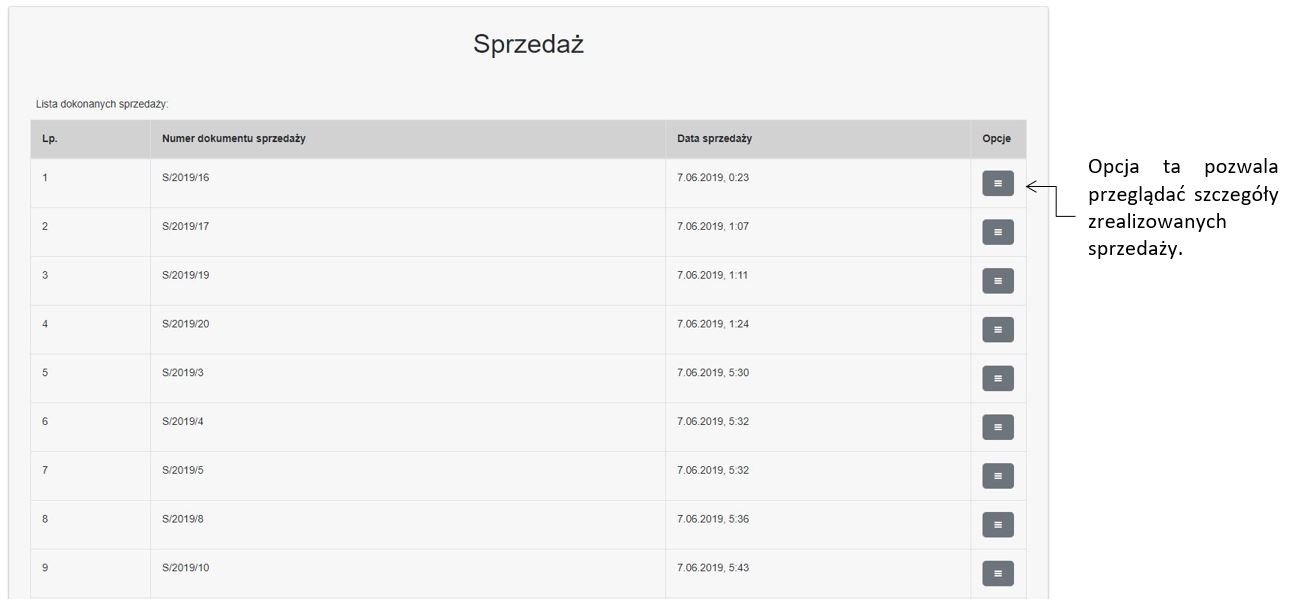 Sprzedaż
Lista dokonanych sprzedaży:
Lp. Numer dokumentu sprzedaży Data sprzedaży Opcje
1 S/2019/16 7.06.2019, 0:23
2 S/2019/17 7.06.2019, 1:07
3 S/2019/19 7.06.2019, 1:11
4 S/2019/20 7.06.2019, 1:24
5 S/2019/3 7.06.2019, 5:30
6 S/2019/4 7.06.2019, 5:32
7 S/2019/5 7.06.2019, 5:32
8 S/2019/8 7.06.2019, 5:36
9 S/2019/10 7.06.2019, 5:43
Opcja ta pozwala
przeglądać szczegóły
zrealizowanych
sprzedaży.